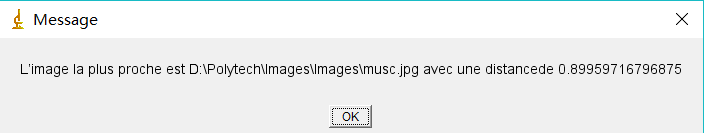 Message
L'image la plus proche est D:\Polytech\Images\Images\musc.jpg avec une distancede 0.89959716796875
OK